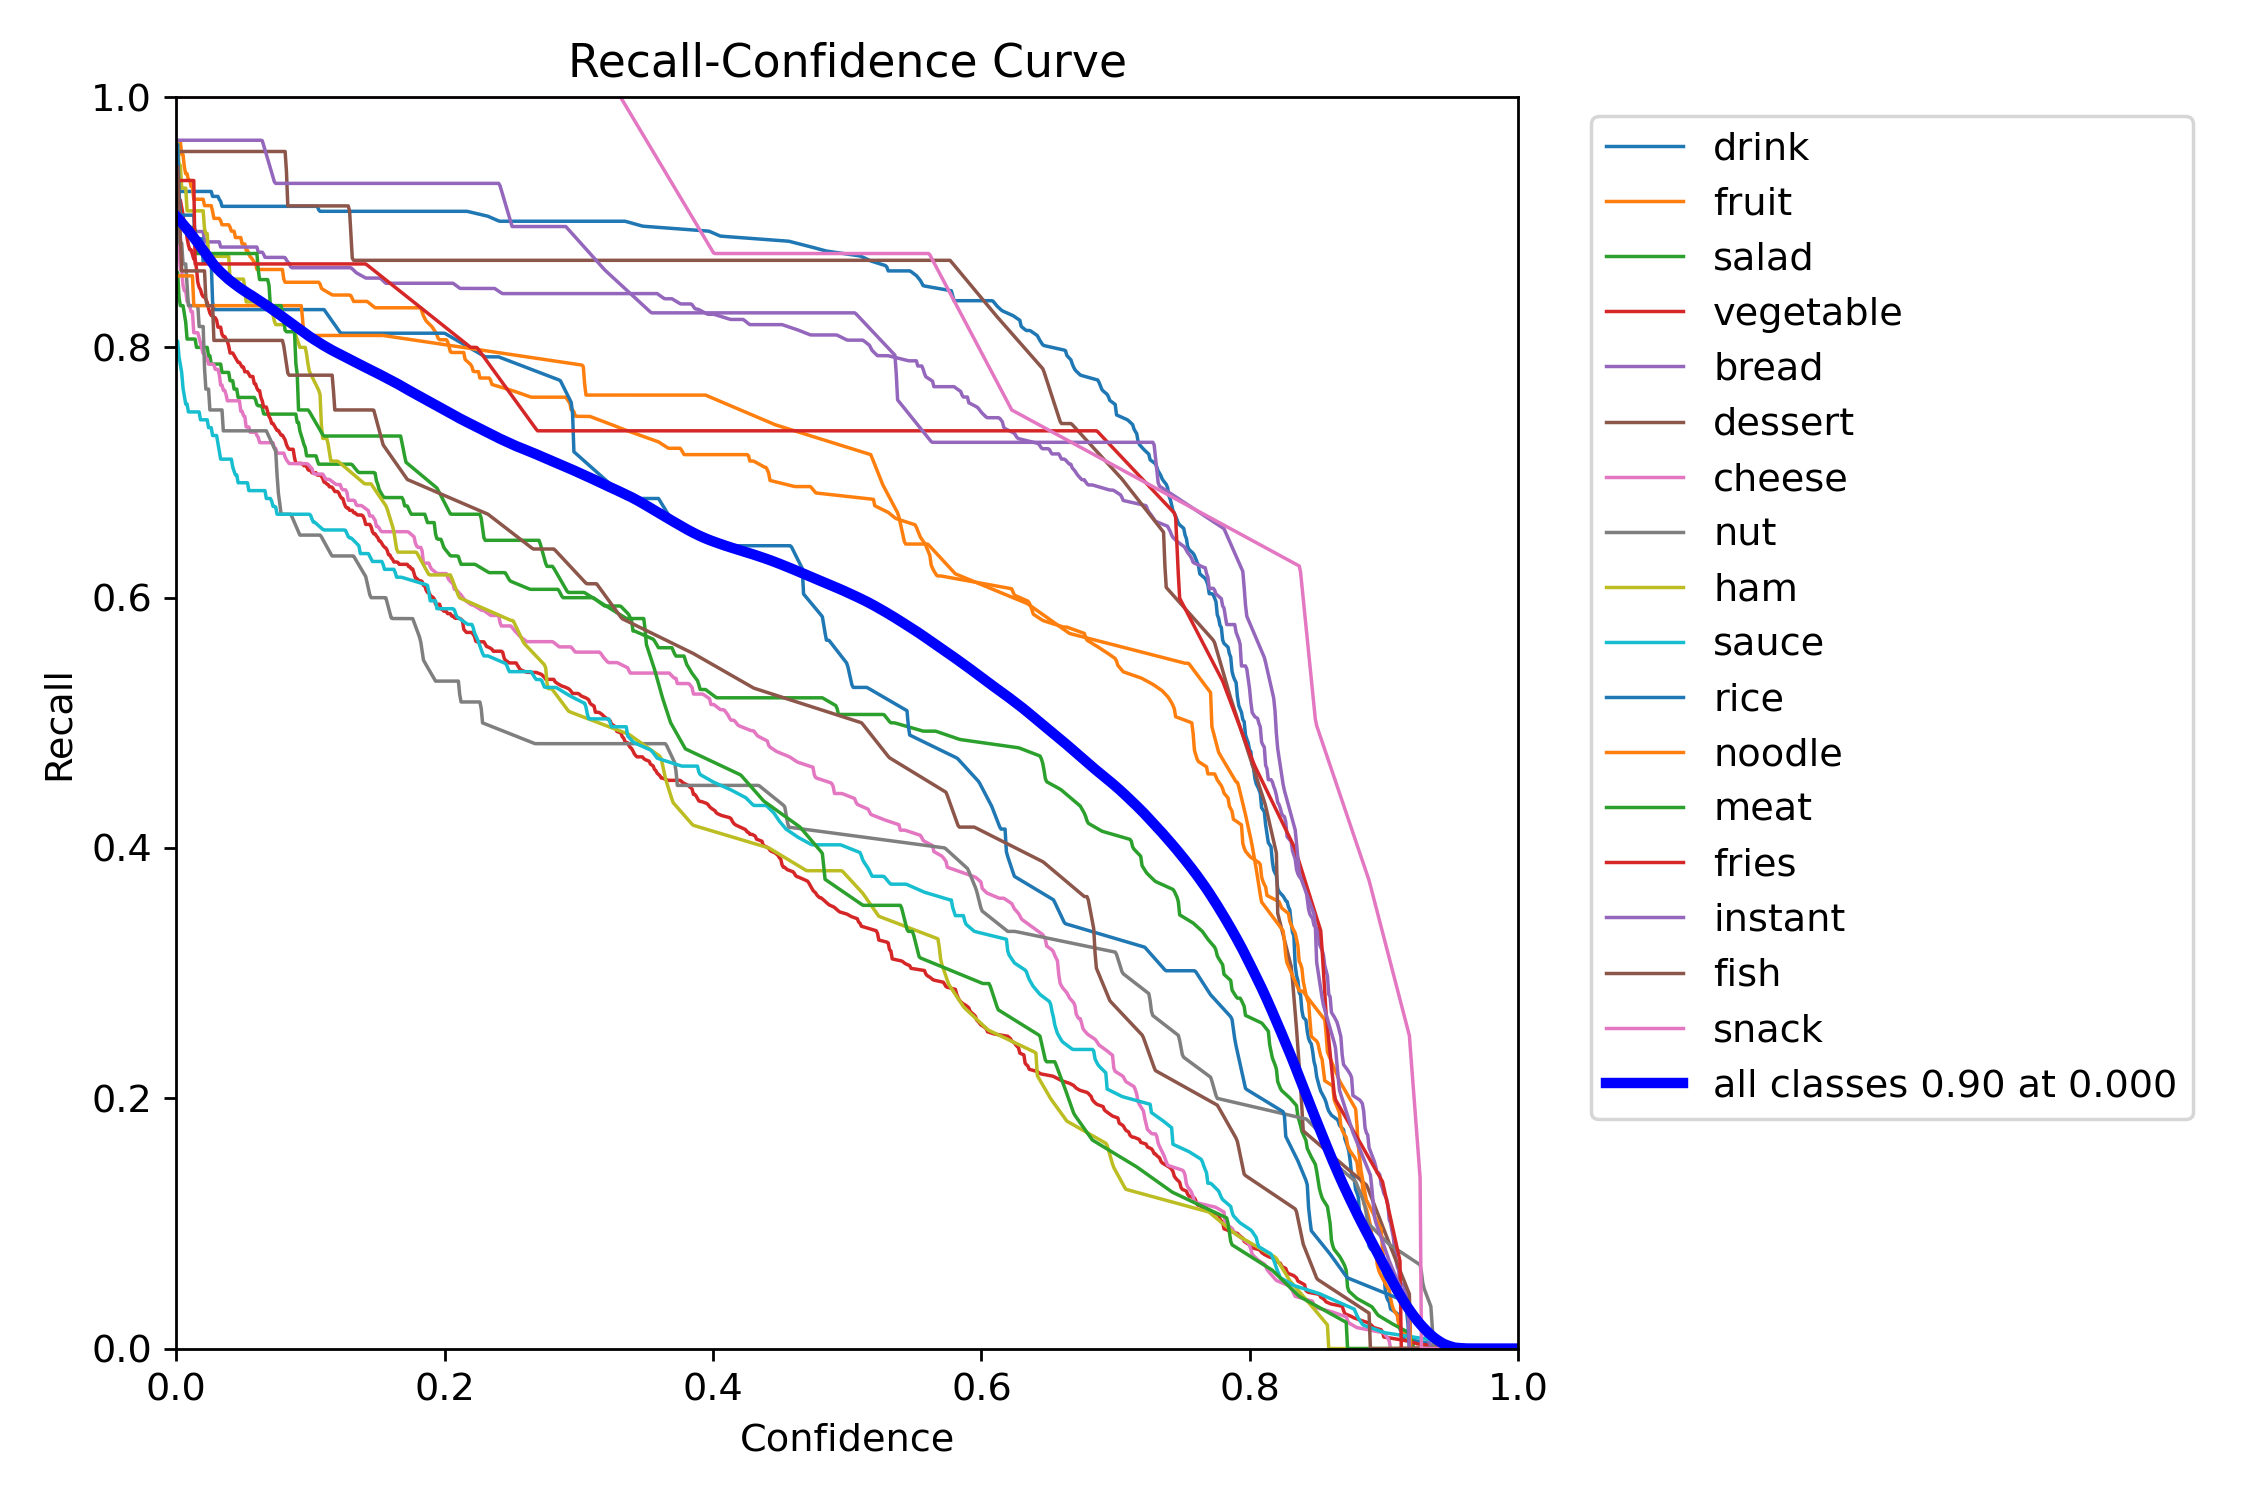 Recall-Confidence Curve
1.0
0.8
0.6
0.4
0.2
0.0
Recall
0.0 0.2 0.4 0.6 0.8 1.0
Confidence
drink
fruit
salad
vegetable
bread
dessert
cheese
nut
ham
sauce
rice
noodle
meat
fries
instant
fish
snack
all classes 0.90 at 0.000